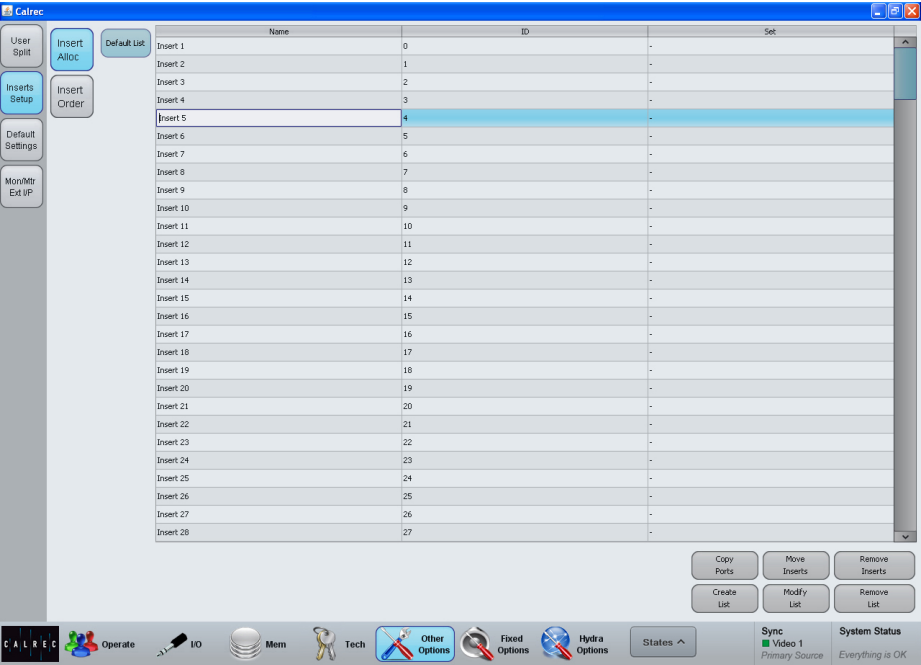 Calrec
User
Split
Inserts
Setup
Default
Settings
Mon/Mtr
Ext I/P
Insert
Alloc
Insert
Order
Default List
Name ID Set
Insert 1 0 -
Insert 2 1 -
Insert 3 2 -
Insert 4 3 -
Insert 5 4 -
Insert 6 5 -
Insert 7 6 -
Insert 8 7 -
Insert 9 8 -
Insert 10 9 -
Insert 11 10 -
Insert 12 11 -
Insert 13 12 -
Insert 14 13 -
Insert 15 14 -
Insert 16 15 -
Insert 17 16 -
Insert 18 17 -
Insert 19 18 -
Insert 20 19 -
Insert 21 20 -
Insert 22 21 -
Insert 23 22 -
Insert 24 23 -
Insert 25 24 -
Insert 26 25 -
Insert 27 26 -
Insert 28 27 -
Copy
Ports
Move
Inserts
Remove
Inserts
Create
List
Modify
List
Remove
List
CALREC
Operate
I/O
Mem
Tech
Other
Options
Fixed
Options
Hydra
Options
States
Sync
Video 1
Primary Source
System Status
Everything is OK